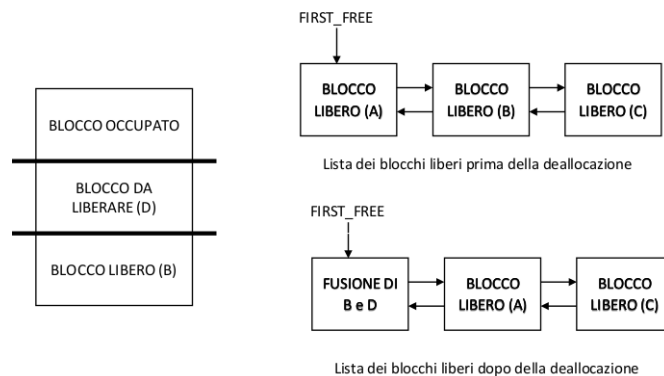 BLOCCO OCCUPATO
BLOCCO DA
LIBERARE (D)
BLOCCO LIBERO (B)
FIRST_FREE
BLOCCO
LIBERO (A)
BLOCCO
LIBERO (B)
BLOCCO
LIBERO (C)
Lista dei blocchi liberi prima della deallocazione
FIRST_FREE
FUSIONE DI
B e D
BLOCCO
LIBERO (A)
BLOCCO
LIBERO (C)
Lista dei blocchi liberi dopo della deallocazione